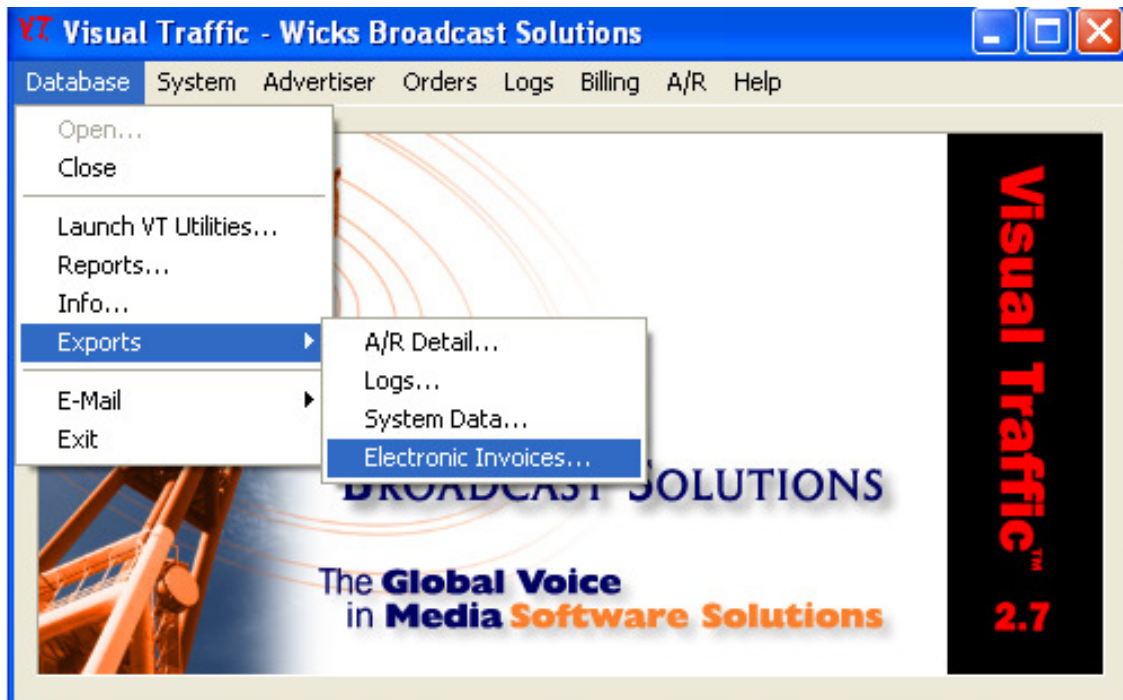 V.T. Visual Traffic - Wicks Broadcast Solutions
Database System Advertiser Orders Logs Billing A/R Help
Open...
Close
Launch VT Utilities...
Reports...
Info...
Exports
E-Mail
Exit
A/R Detail...
Logs...
System Data...
Electronic Invoices...
BROADCAST SOLUTIONS
The Global Voice
in Media Software Solutions
Visual Traffic™
2.7